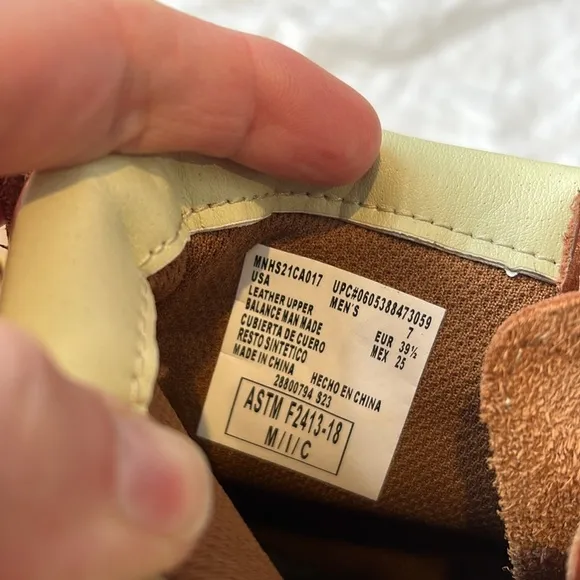 MNHS21CA017 UPC#0605388473059
USA MEN'S 7
LEATHER UPPER EUR 39½
BALANCE MAN MADE MEX 25
CUBIERTA DE CUERO
RESTO SINTETICO
MADE IN CHINA HECHO EN CHINA
28800794 S23
ASTM F2413-18
M/I/C